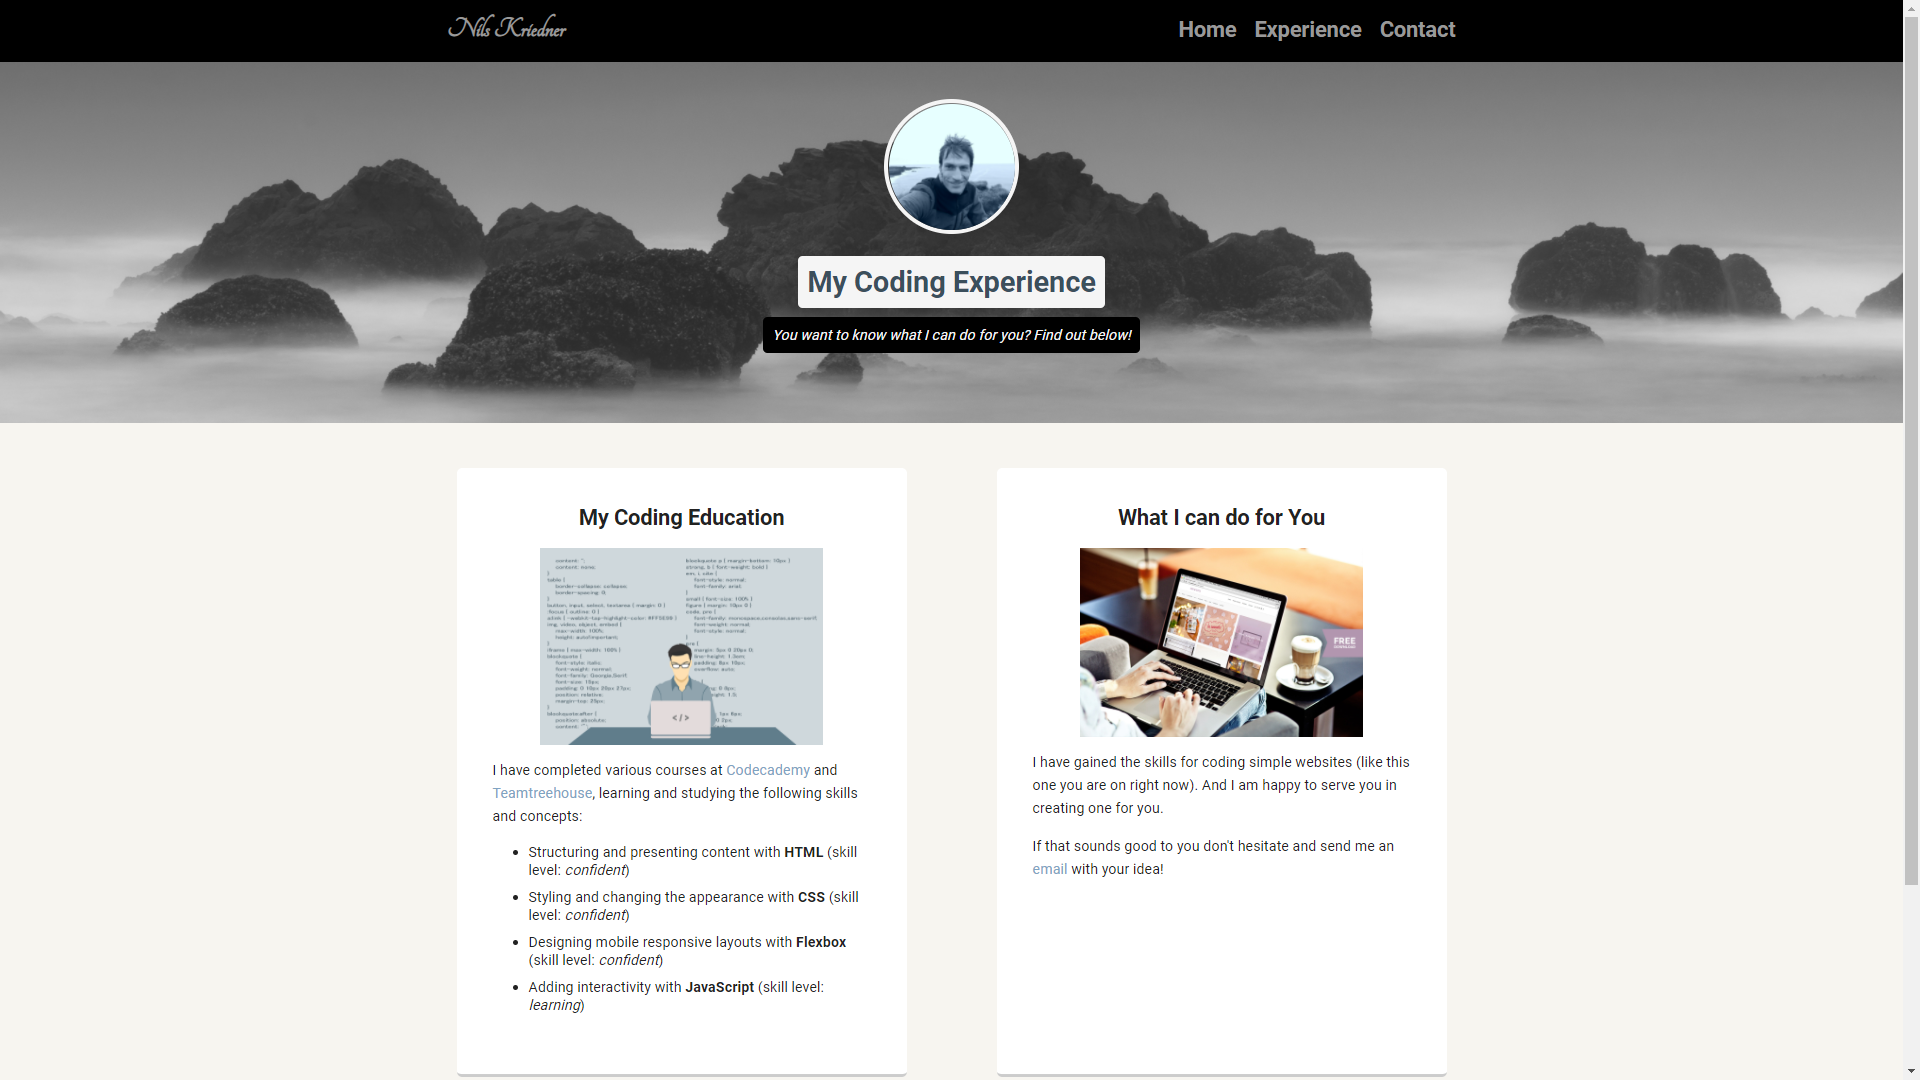 Nils Kriedner
Home Experience Contact
My Coding Experience
You want to know what I can do for you? Find out below!
My Coding Education
</>
I have completed various courses at Codecademy and
Teamtreehouse, learning and studying the following skills
and concepts:
• Structuring and presenting content with HTML (skill
level: confident)
• Styling and changing the appearance with CSS (skill
level: confident)
• Designing mobile responsive layouts with Flexbox
(skill level: confident)
• Adding interactivity with JavaScript (skill level:
learning)
What I can do for You
FREE
I have gained the skills for coding simple websites (like this
one you are on right now). And I am happy to serve you in
creating one for you.
If that sounds good to you don't hesitate and send me an
email with your idea!